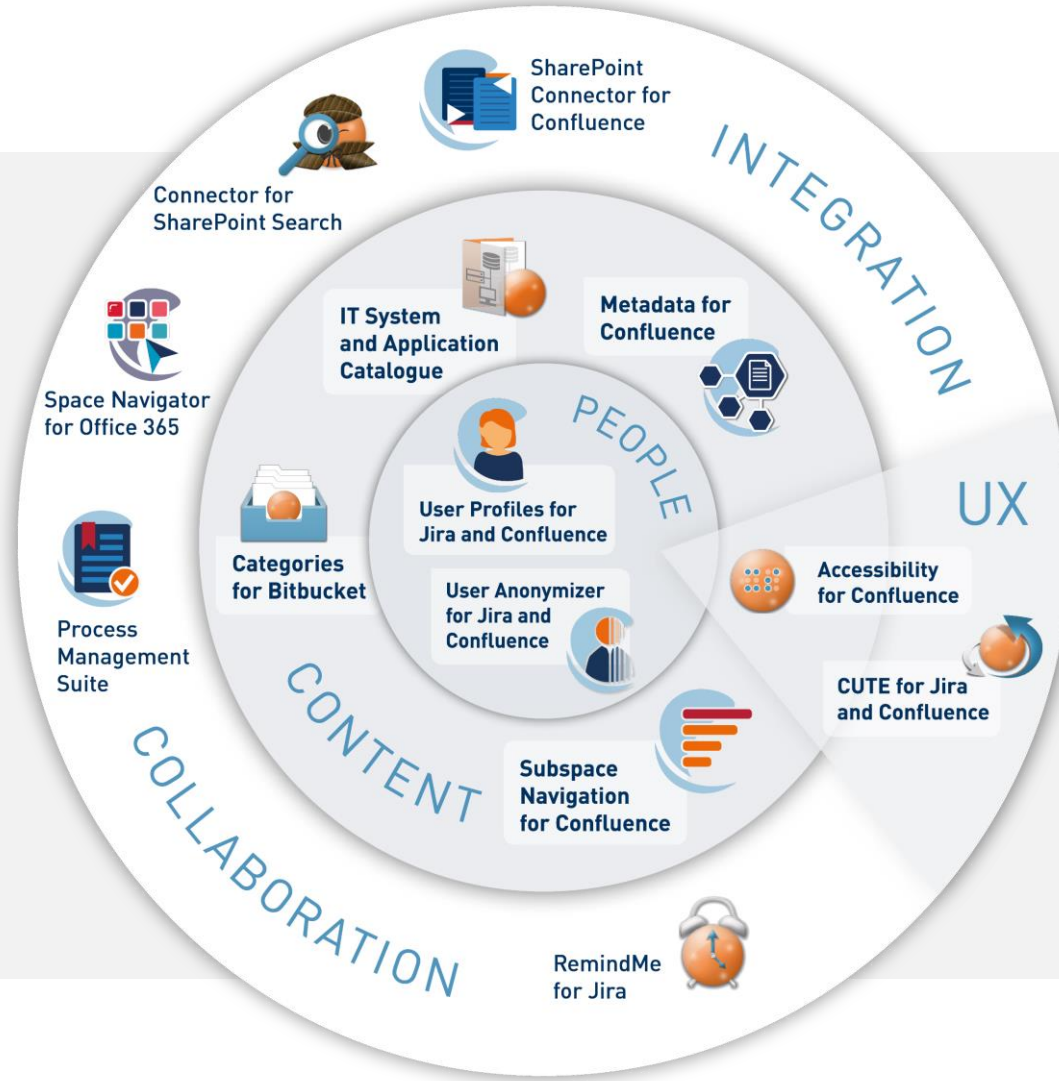 SharePoint
Connector for
Confluence
INTEGRATION
Connector for
SharePoint Search
IT System
and Application
Catalogue
Metadata for
Confluence
Space Navigator
for Office 365
PEOPLE
User Profiles for
Jira and Confluence
UX
Categories
for Bitbucket
User Anonymizer
for Jira and
Confluence
Accessibility
for Confluence
Process
Management
Suite
CUTE for Jira
and Confluence
CONTENT
Subspace
Navigation
for Confluence
COLLABORATION
RemindMe
for Jira